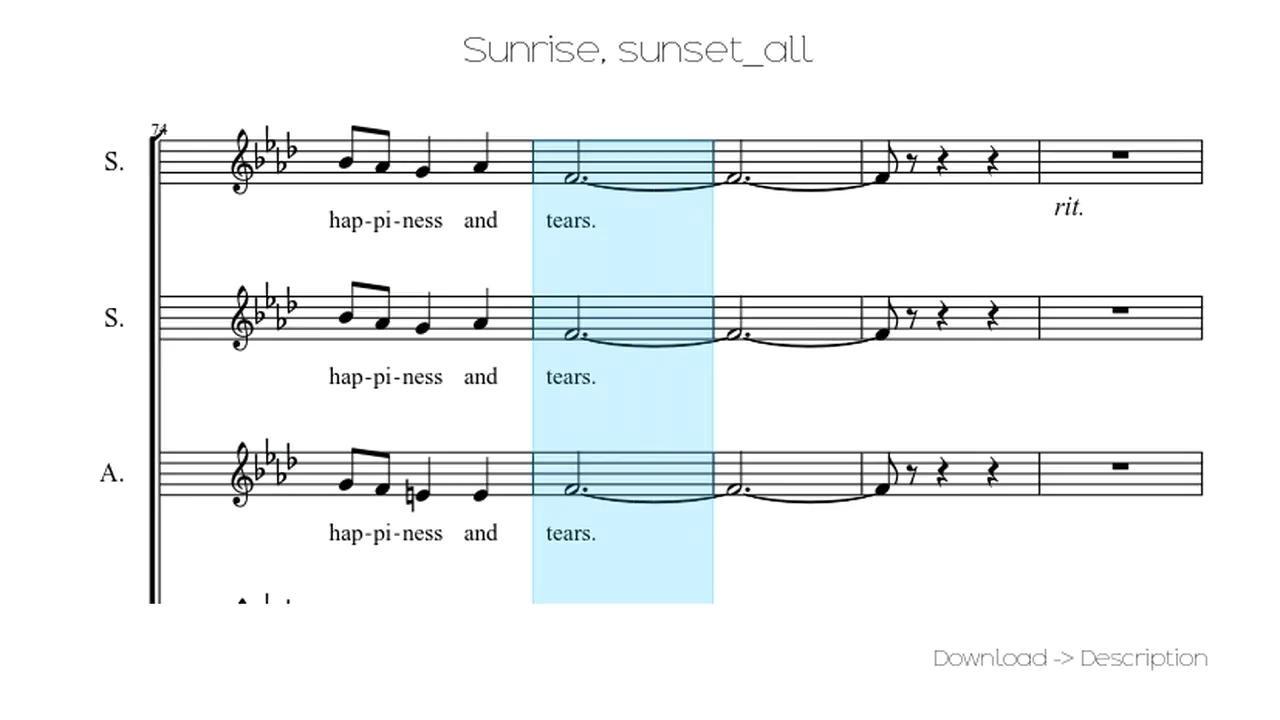 Sunrise, sunset_all
74
S.
hap-pi-ness and tears.
rit.
S.
hap-pi-ness and tears.
A.
hap-pi-ness and tears.
Download -> Description